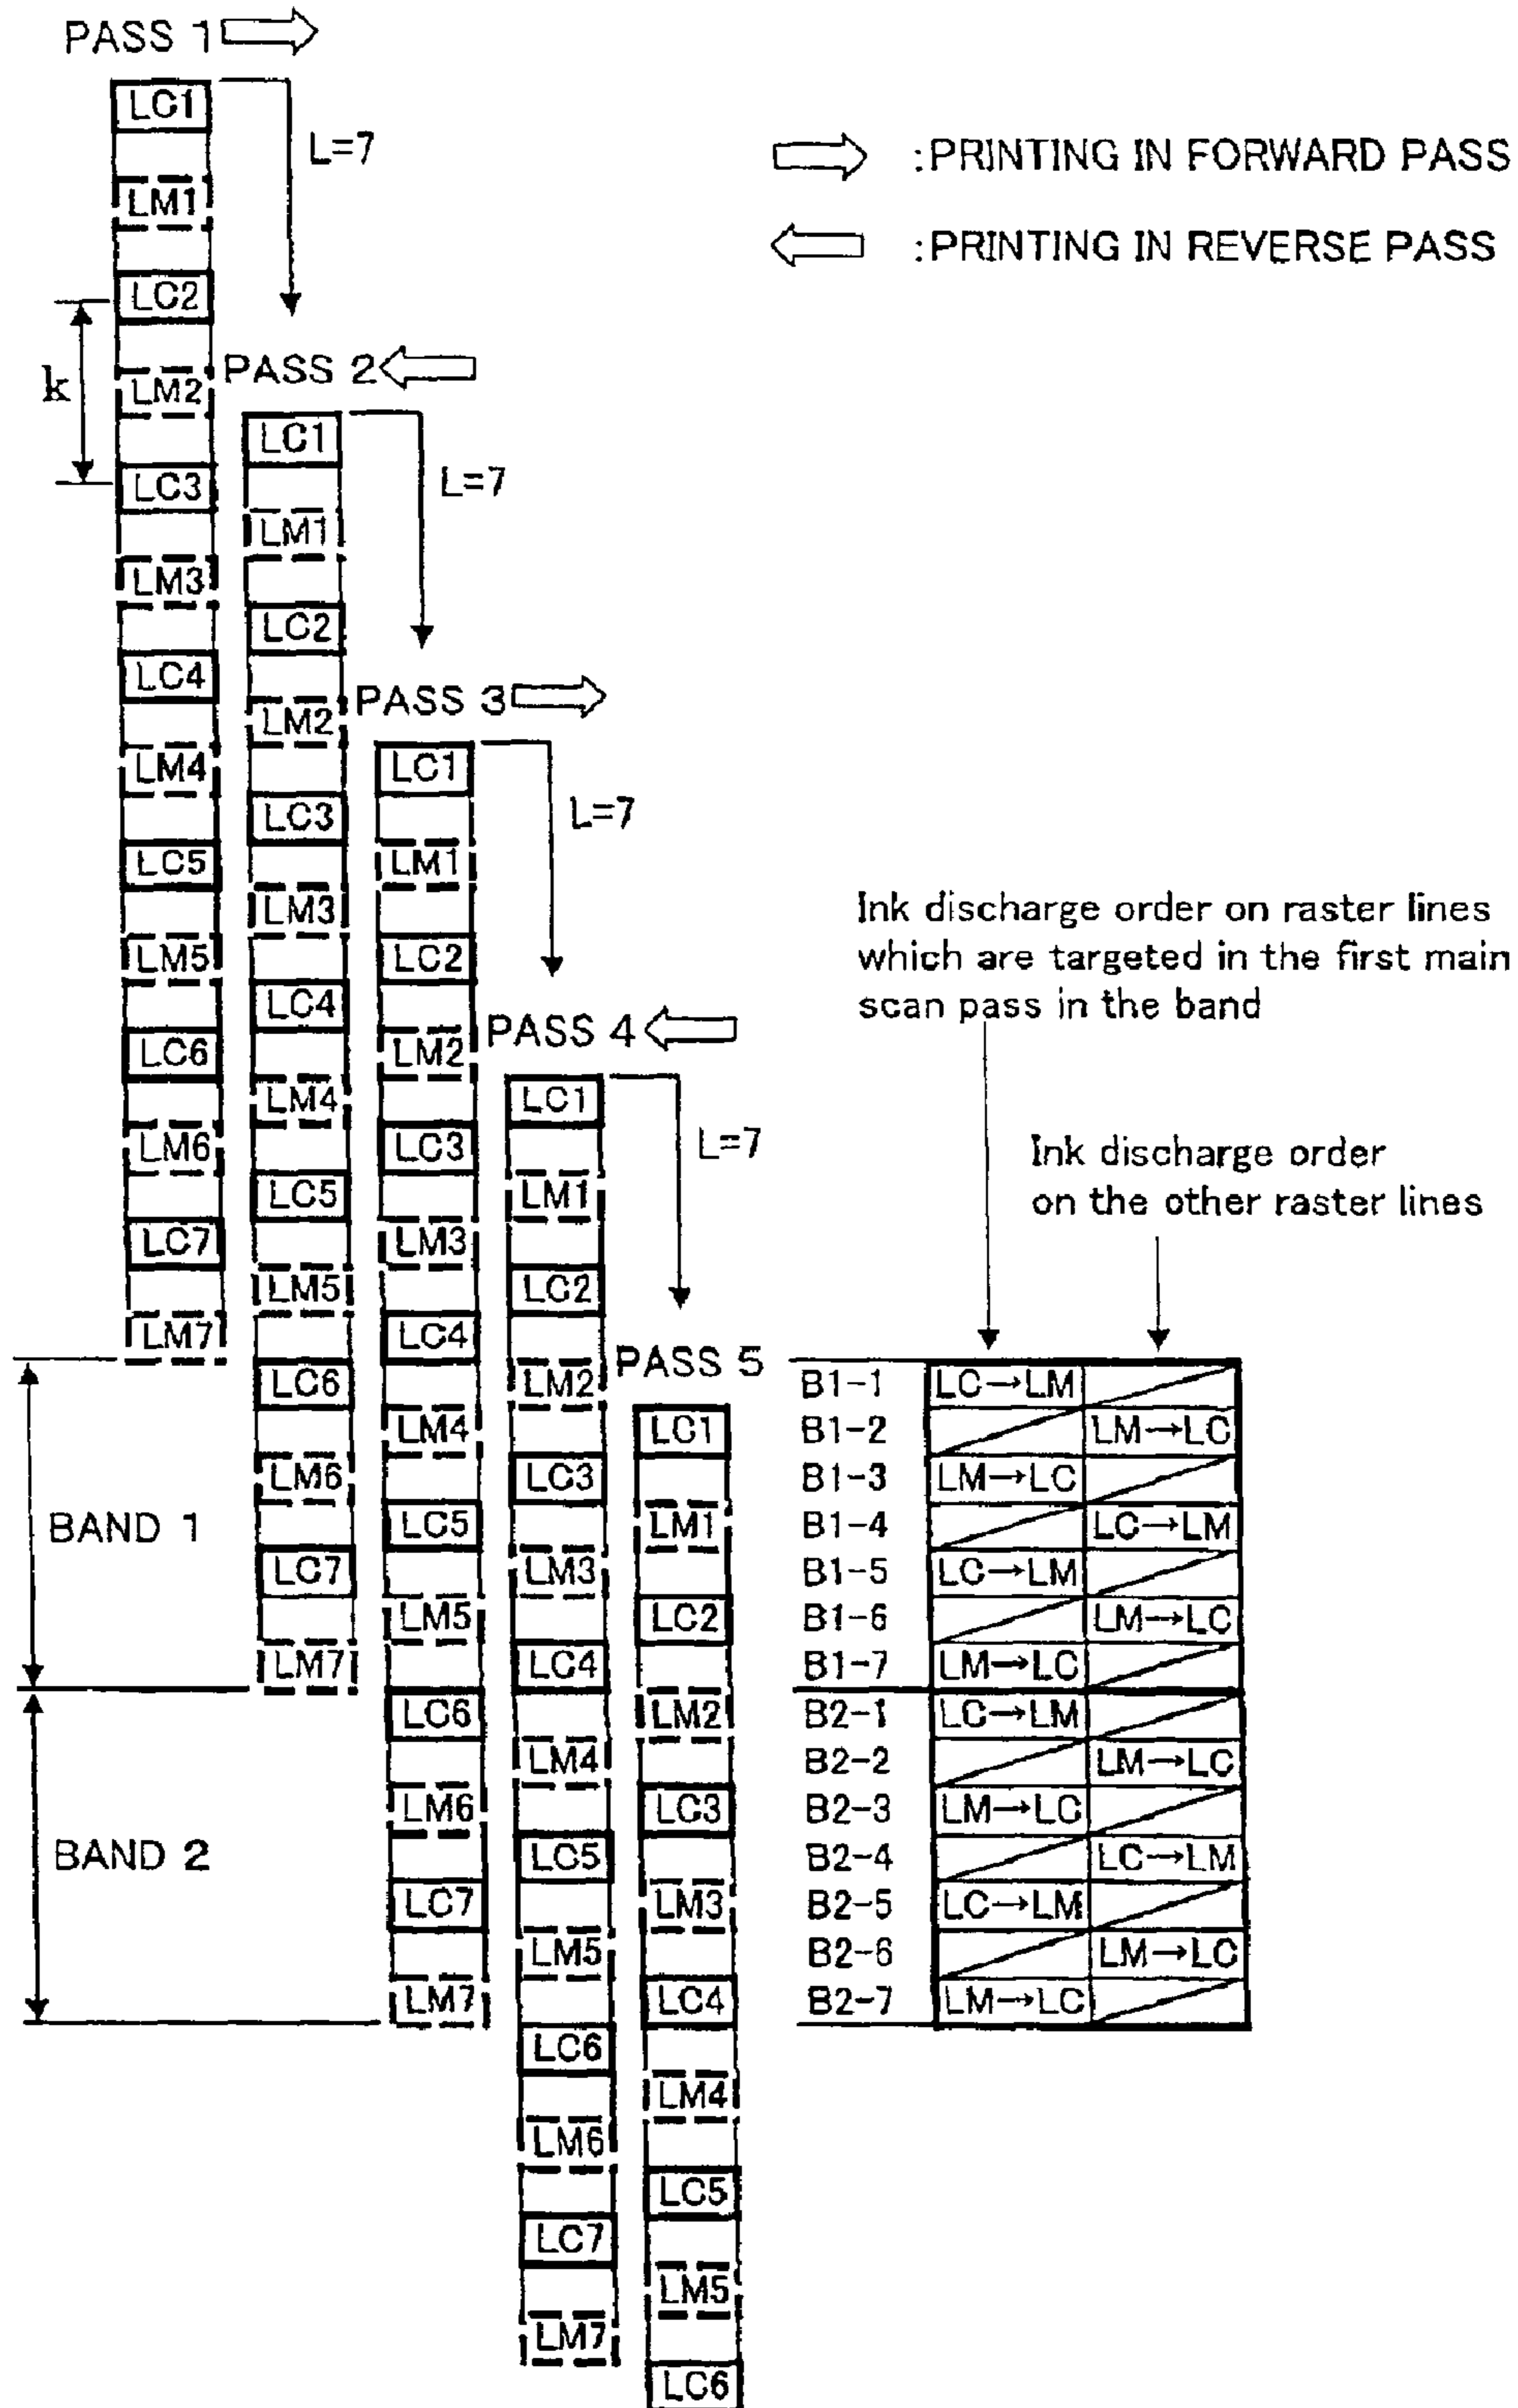 PASS 1
LC1
L=7
:PRINTING IN FORWARD PASS
LM1
:PRINTING IN REVERSE PASS
LC2
k
PASS 2
LM2
LC1
LC3
L=7
LM1
LM3
LC2
LC4
PASS 3
LM2
LM4
LC1
LC3
L=7
LC5
LM1
LM3
Ink discharge order on raster lines
which are targeted in the first main
scan pass in the band
LM5
LC2
LC4
PASS 4
LC6
LM2
LM4
LC1
LM6
LC3
L=7
Ink discharge order
on the other raster lines
LC5
LM1
LC7
LM3
LM5
LC2
LM7
LC4
PASS 5
LC6
LM2
B1-1 LC→LM
LM4
LC1
B1-2 LM→LC
LM6
LC3
B1-3 LM→LC
BAND 1
LC5
LM1
B1-4 LC→LM
LC7
LM3
B1-5 LC→LM
LM5
LC2
B1-6 LM→LC
LM7
LC4
B1-7 LM→LC
LC6
LM2
B2-1 LC→LM
LM4
B2-2 LM→LC
LM6
LC3
B2-3 LM→LC
BAND 2
LC5
B2-4 LC→LM
LC7
LM3
B2-5 LC→LM
LM5
B2-6 LM→LC
LM7
LC4
B2-7 LM→LC
LC6
LM4
LM6
LC5
LC7
LM5
LM7
LC6